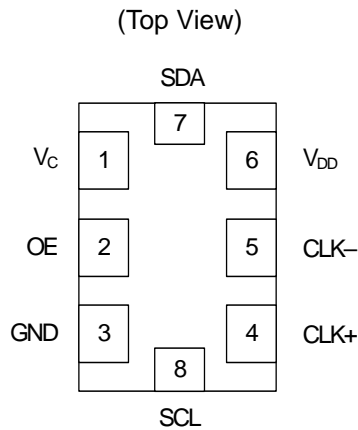 (Top View)
SDA
7
VC 1 6 VDD
OE 2 5 CLK–
GND 3 4 CLK+
8
SCL